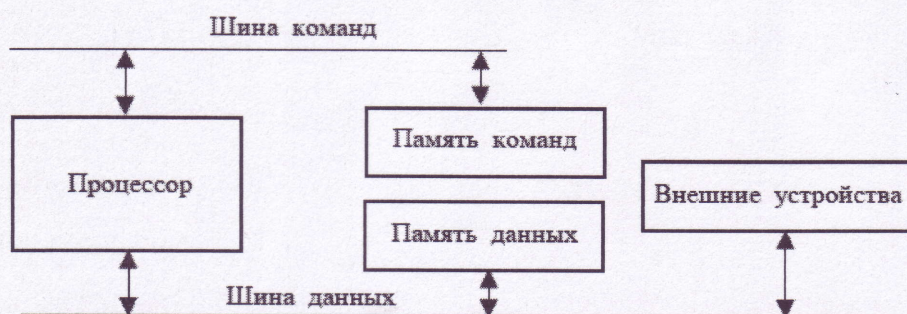 Шина команд
Память команд
Процессор
Внешние устройства
Память данных
Шина данных